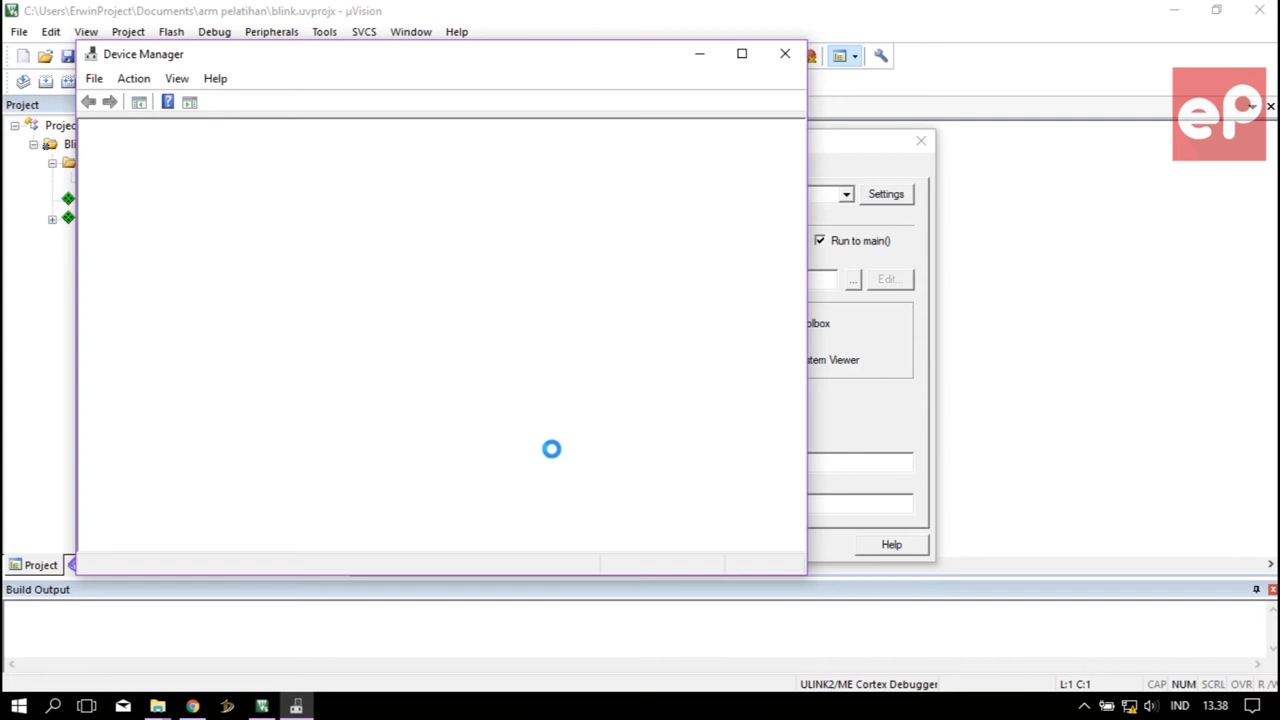 C:\Users\ErwinProject\Documents\arm pelatihan\blink.uvprojx - µVision
File Edit View Project Flash Debug Peripherals Tools SVCS Window Help
Device Manager
File Action View Help
Project
ep
Settings
Run to main()
...
Edit...
Help
Project
Build Output
ULINK2/ME Cortex Debugger L:1 C:1 CAP NUM SCRL OVR
IND 13.38